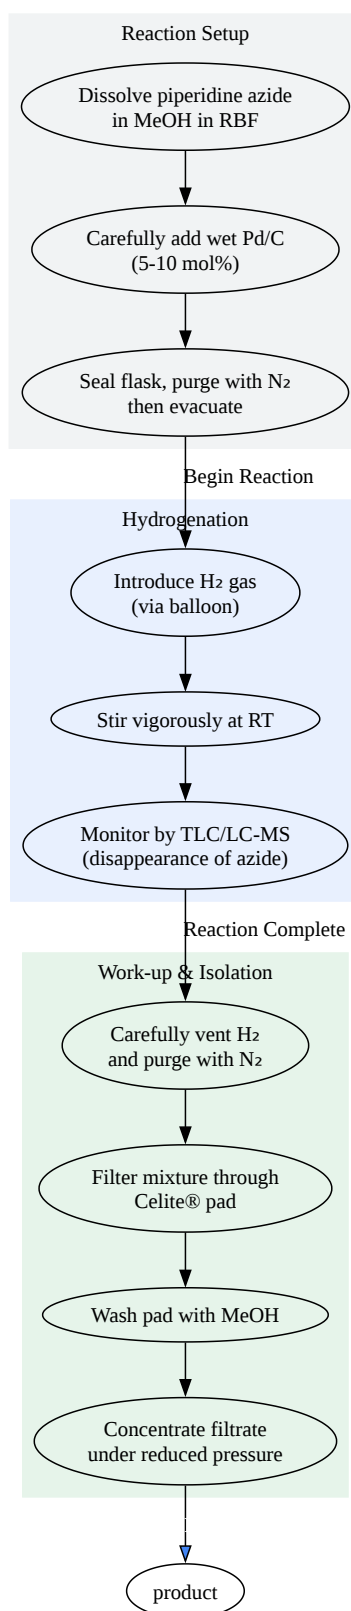 Reaction Setup
Dissolve piperidine azide
in MeOH in RBF
Carefully add wet Pd/C
(5-10 mol%)
Seal flask, purge with N₂
then evacuate
Begin Reaction
Hydrogenation
Introduce H₂ gas
(via balloon)
Stir vigorously at RT
Monitor by TLC/LC-MS
(disappearance of azide)
Reaction Complete
Work-up & Isolation
Carefully vent H₂
and purge with N₂
Filter mixture through
Celite® pad
Wash pad with MeOH
Concentrate filtrate
under reduced pressure
product